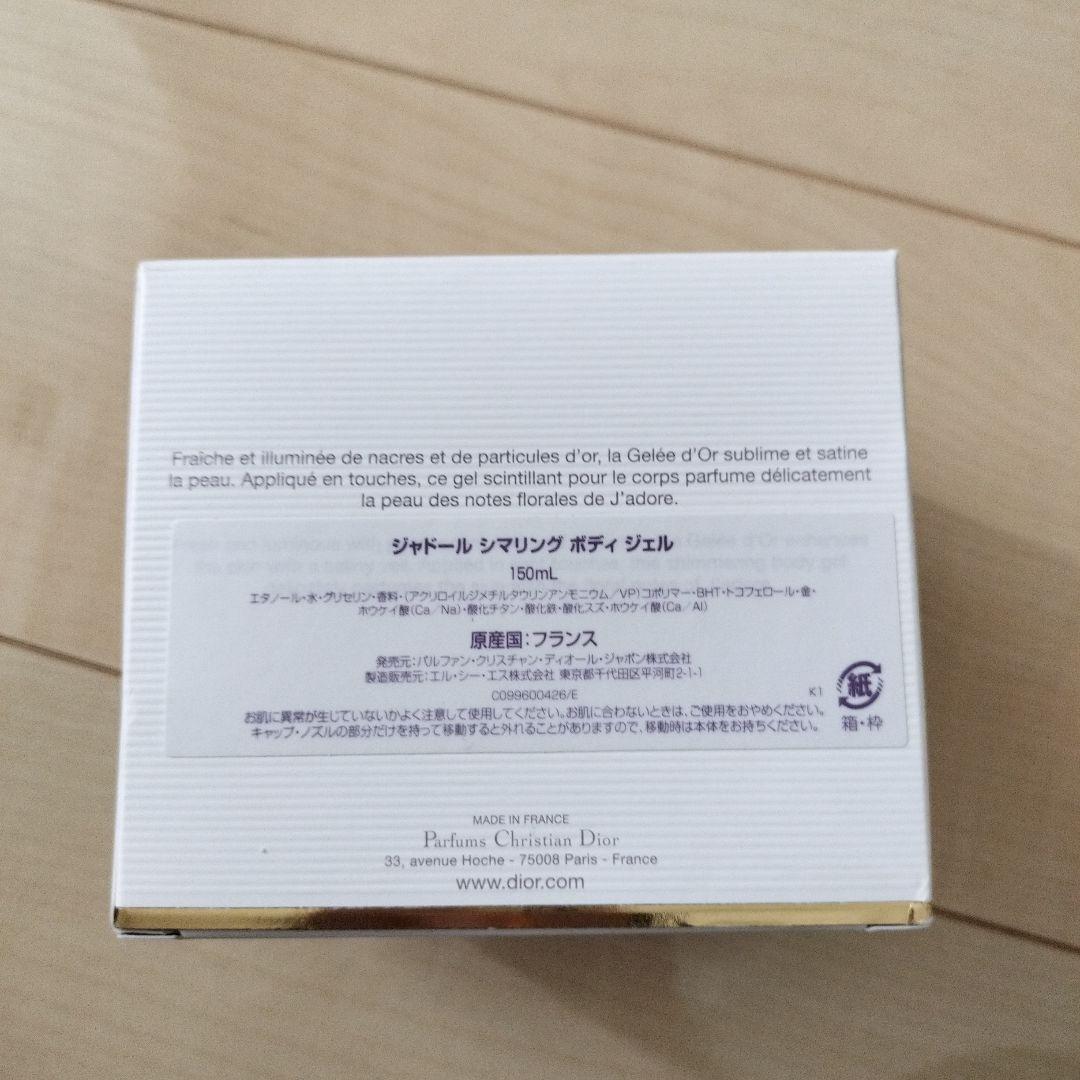 Fraîche et illuminée de nacres et de particules d'or, la Gelée d'Or sublime et satine
la peau. Appliqué en touches, ce gel scintillant pour le corps parfume délicatement
la peau des notes florales de J'adore.
ジャドール シマリング ボディ ジェル
150mL
エタノール・水・グリセリン・香料・(アクリロイルジメチルタウリンアンモニウム／VP)コポリマー・BHT・トコフェロール・金・
ホウケイ酸(Ca／Na)・酸化チタン・酸化鉄・酸化スズ・ホウケイ酸(Ca／Al)
原産国：フランス
発売元：パルファン・クリスチャン・ディオール・ジャポン株式会社
製造販売元：エル・シー・エス株式会社 東京都千代田区平河町2-1-1
C099600426/E
K1
お肌に異常が生じていないかよく注意して使用してください。お肌に合わないときは、ご使用をおやめください。
キャップ・ノズルの部分だけを持って移動すると外れることがありますので、移動時は本体をお持ちください。
紙
箱・枠
MADE IN FRANCE
Parfums Christian Dior
33, avenue Hoche - 75008 Paris - France
www.dior.com